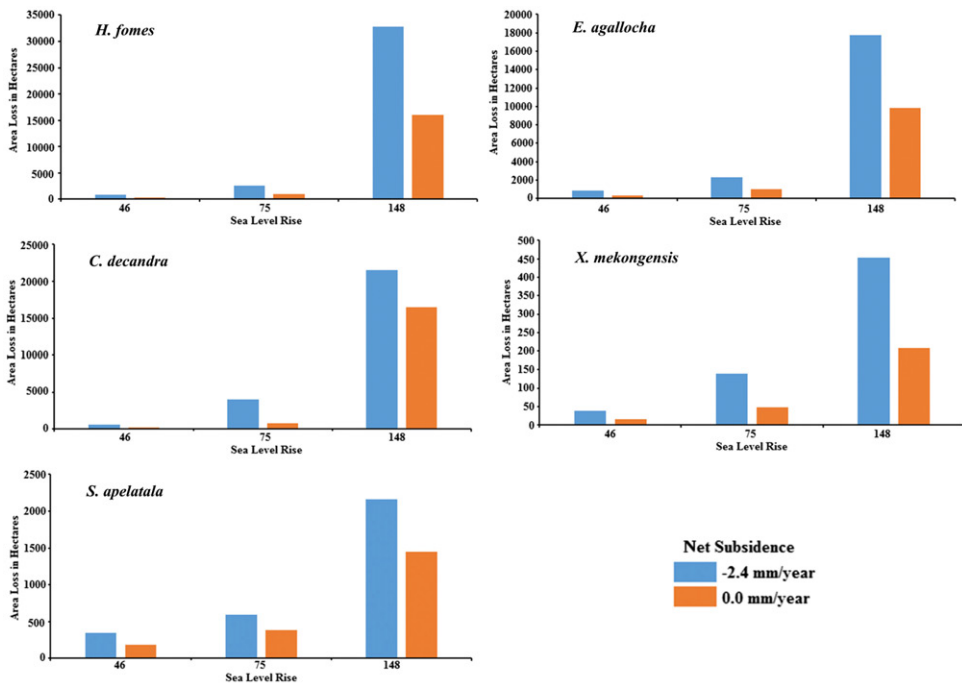 H. fomes
Area Loss in Hectares
35000
30000
25000
20000
15000
10000
5000
0
46 75 148
Sea Level Rise
E. agallocha
Area Loss in Hectares
20000
18000
16000
14000
12000
10000
8000
6000
4000
2000
0
46 75 148
Sea Level Rise
C. decandra
Area Loss in Hectares
25000
20000
15000
10000
5000
0
46 75 148
Sea Level Rise
X. mekongensis
Area Loss in Hectares
500
450
400
350
300
250
200
150
100
50
0
46 75 148
Sea Level Rise
S. apelatala
Area Loss in Hectares
2500
2000
1500
1000
500
0
46 75 148
Sea Level Rise
Net Subsidence
-2.4 mm/year
0.0 mm/year